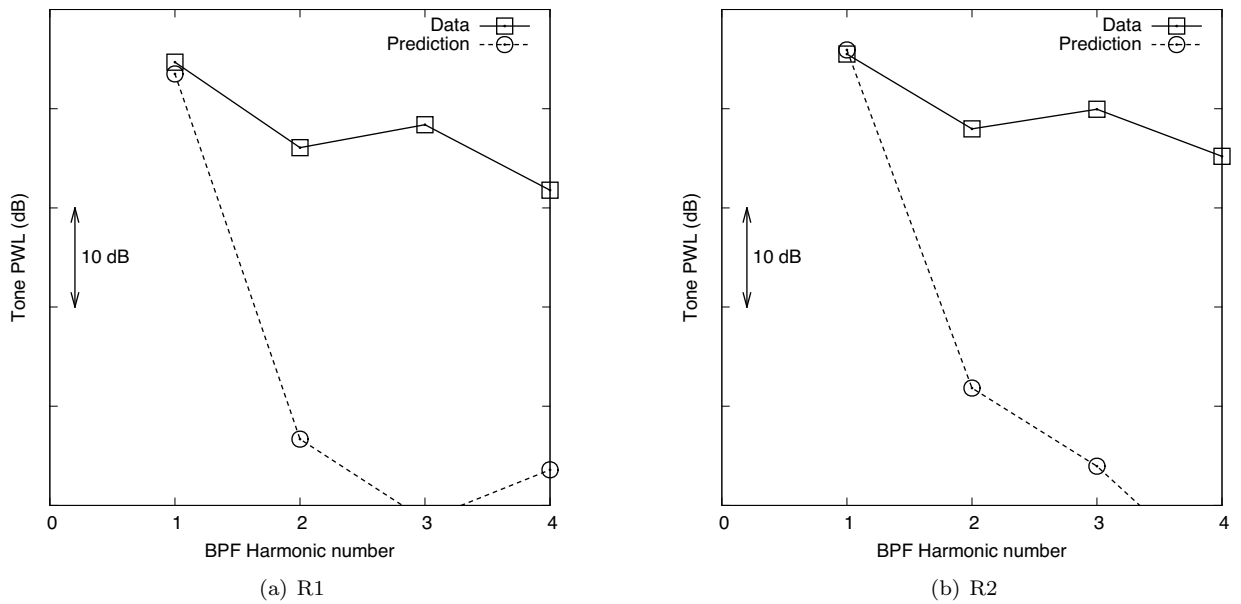 Data
Prediction
Tone PWL (dB)
10 dB
0 1 2 3 4
BPF Harmonic number
(a) R1
Data
Prediction
Tone PWL (dB)
10 dB
0 1 2 3 4
BPF Harmonic number
(b) R2